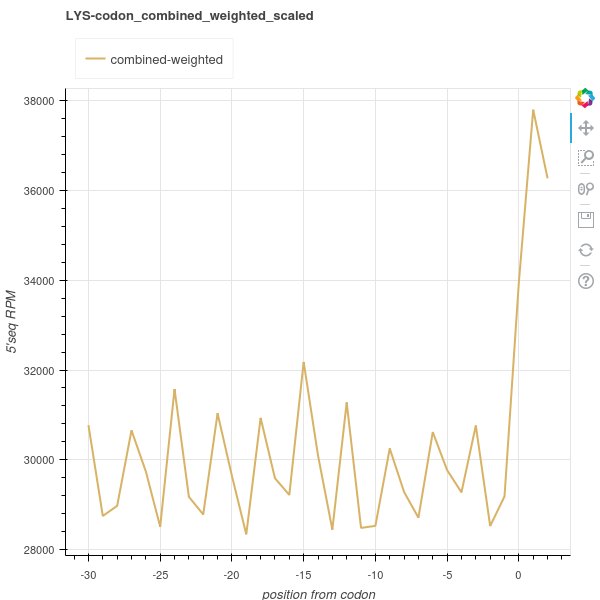 LYS-codon_combined_weighted_scaled
combined-weighted
38000
36000
34000
32000
30000
28000
5'seq RPM
-30 -25 -20 -15 -10 -5 0
position from codon